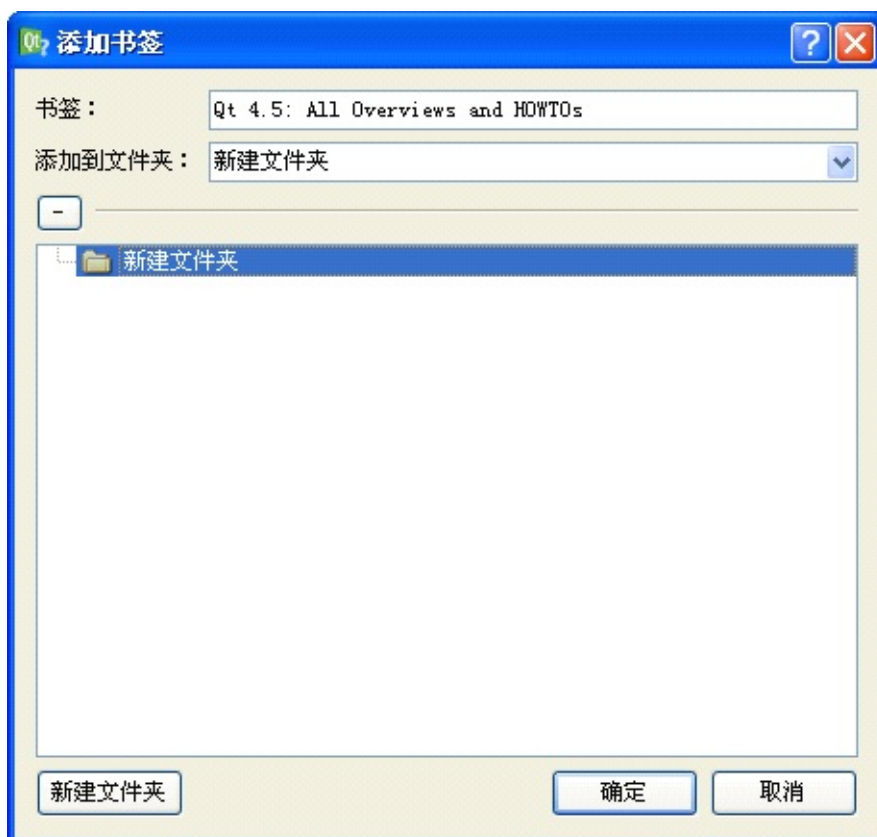 添加书签
书签： Qt 4.5: All Overviews and HOWTOs
添加到文件夹： 新建文件夹
-
新建文件夹
新建文件夹 确定 取消